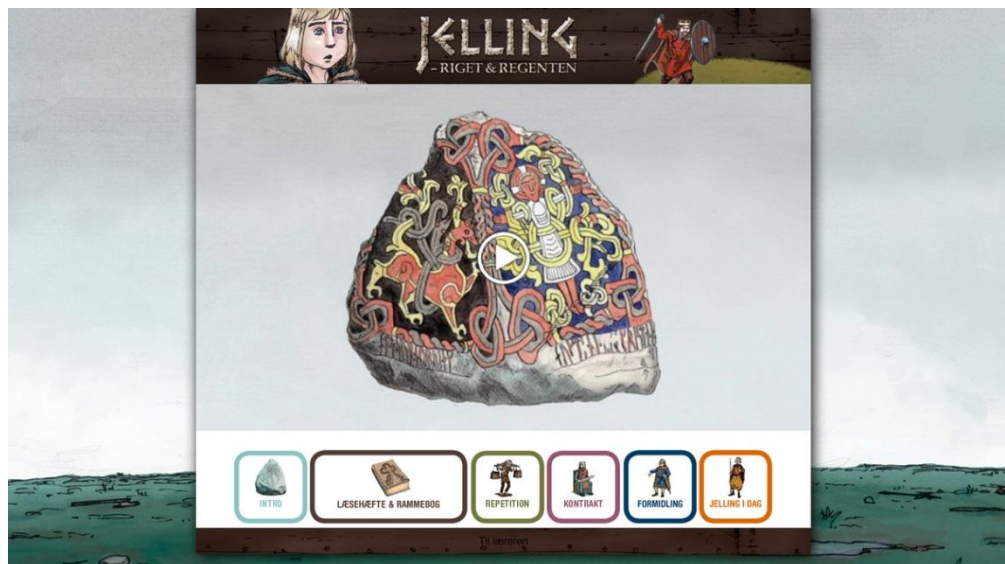 JELLING
– RIGET & REGENTEN
INTRO
LÆSEHÆFTE & RAMMEBOG
REPETITION
KONTRAKT
FORMIDLING
JELLING I DAG
Til læreren